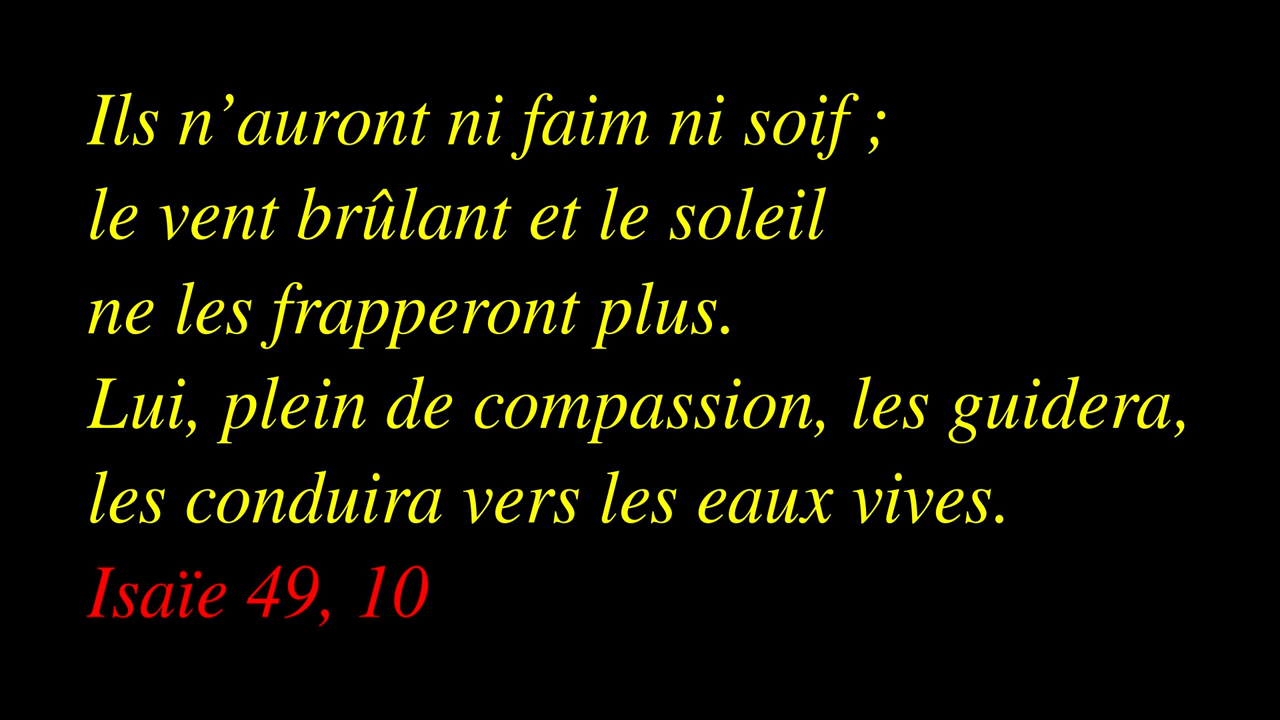 Ils n’auront ni faim ni soif ;
le vent brûlant et le soleil
ne les frapperont plus.
Lui, plein de compassion, les guidera,
les conduira vers les eaux vives.
Isaïe 49, 10